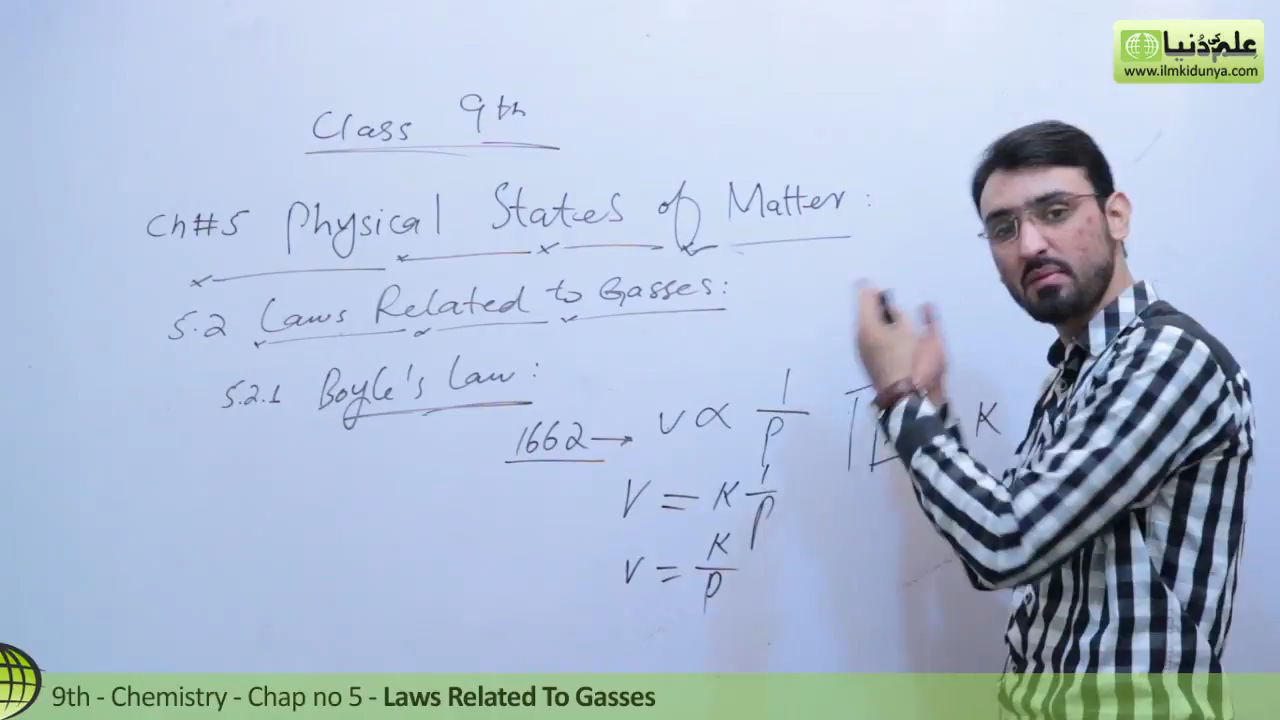 علم کی دُنیا
www.ilmkidunya.com
Class 9th
Ch#5 Physical States of Matter:
5.2 Laws Related to Gasses:
5.2.1 Boyle's Law:
1662 → V ∝ 1/P
K
V = K 1/P
V = K/P
9th - Chemistry - Chap no 5 - Laws Related To Gasses